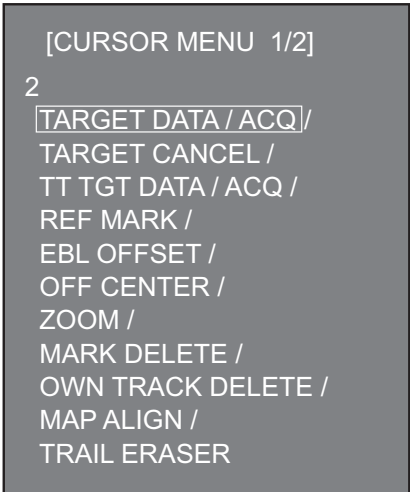 [CURSOR MENU 1/2]
2
TARGET DATA / ACQ /
TARGET CANCEL /
TT TGT DATA / ACQ /
REF MARK /
EBL OFFSET /
OFF CENTER /
ZOOM /
MARK DELETE /
OWN TRACK DELETE /
MAP ALIGN /
TRAIL ERASER